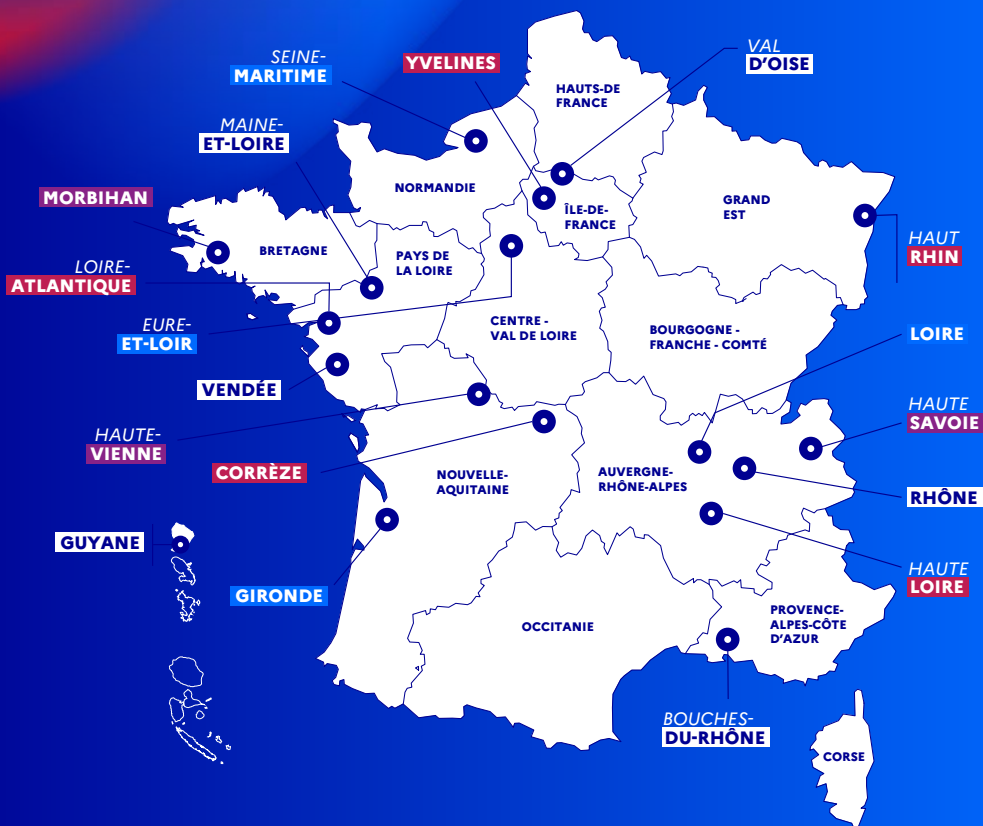 SEINE-
MARITIME
YVELINES
VAL
D'OISE
HAUTS-DE
FRANCE
MAINE-
ET-LOIRE
MORBIHAN
NORMANDIE
GRAND
EST
ÎLE-DE-
FRANCE
BRETAGNE
PAYS DE
LA LOIRE
HAUT
RHIN
LOIRE-
ATLANTIQUE
EURE-
ET-LOIR
CENTRE -
VAL DE LOIRE
BOURGOGNE -
FRANCHE - COMTÉ
LOIRE
VENDÉE
HAUTE
SAVOIE
HAUTE-
VIENNE
CORRÈZE
NOUVELLE-
AQUITAINE
AUVERGNE-
RHÔNE-ALPES
RHÔNE
GUYANE
GIRONDE
HAUTE
LOIRE
OCCITANIE
PROVENCE-
ALPES-CÔTE
D'AZUR
BOUCHES-
DU-RHÔNE
CORSE